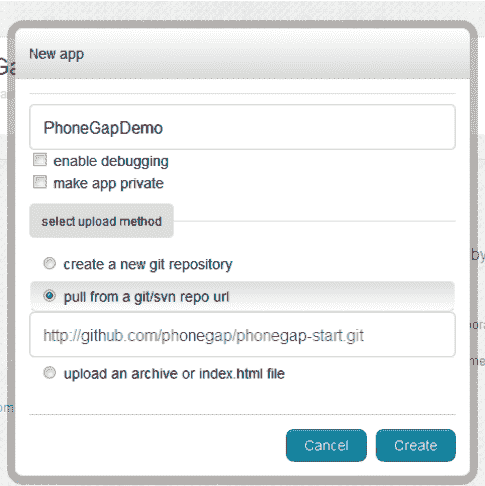 New app
PhoneGapDemo
enable debugging
make app private
select upload method
create a new git repository
pull from a git/svn repo url
http://github.com/phonegap/phonegap-start.git
upload an archive or index.html file
Cancel
Create